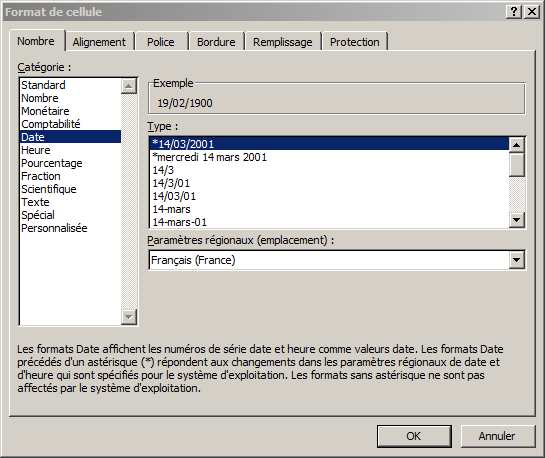 Format de cellule
Nombre Alignement Police Bordure Remplissage Protection
Catégorie :
Standard
Nombre
Monétaire
Comptabilité
Date
Heure
Pourcentage
Fraction
Scientifique
Texte
Spécial
Personnalisée
Exemple
19/02/1900
Type :
*14/03/2001
*mercredi 14 mars 2001
14/3
14/3/01
14/03/01
14-mars
14-mars-01
Paramètres régionaux (emplacement) :
Français (France)
Les formats Date affichent les numéros de série date et heure comme valeurs date. Les formats Date
précédés d'un astérisque (*) répondent aux changements dans les paramètres régionaux de date et
d'heure qui sont spécifiés pour le système d'exploitation. Les formats sans astérisque ne sont pas
affectés par le système d'exploitation.
OK Annuler